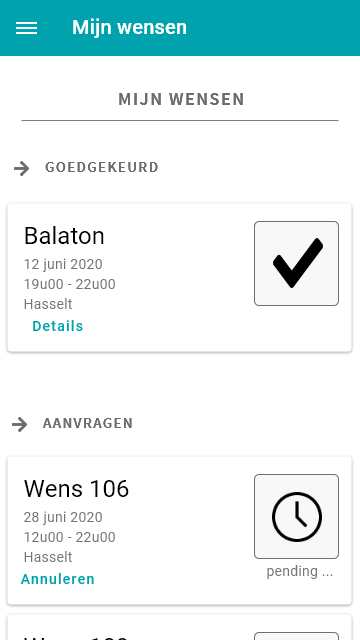 Mijn wensen
MIJN WENSEN
GOEDGEKEURD
Balaton
12 juni 2020
19u00 - 22u00
Hasselt
Details
AANVRAGEN
Wens 106
28 juni 2020
12u00 - 22u00
Hasselt
Annuleren
pending ...